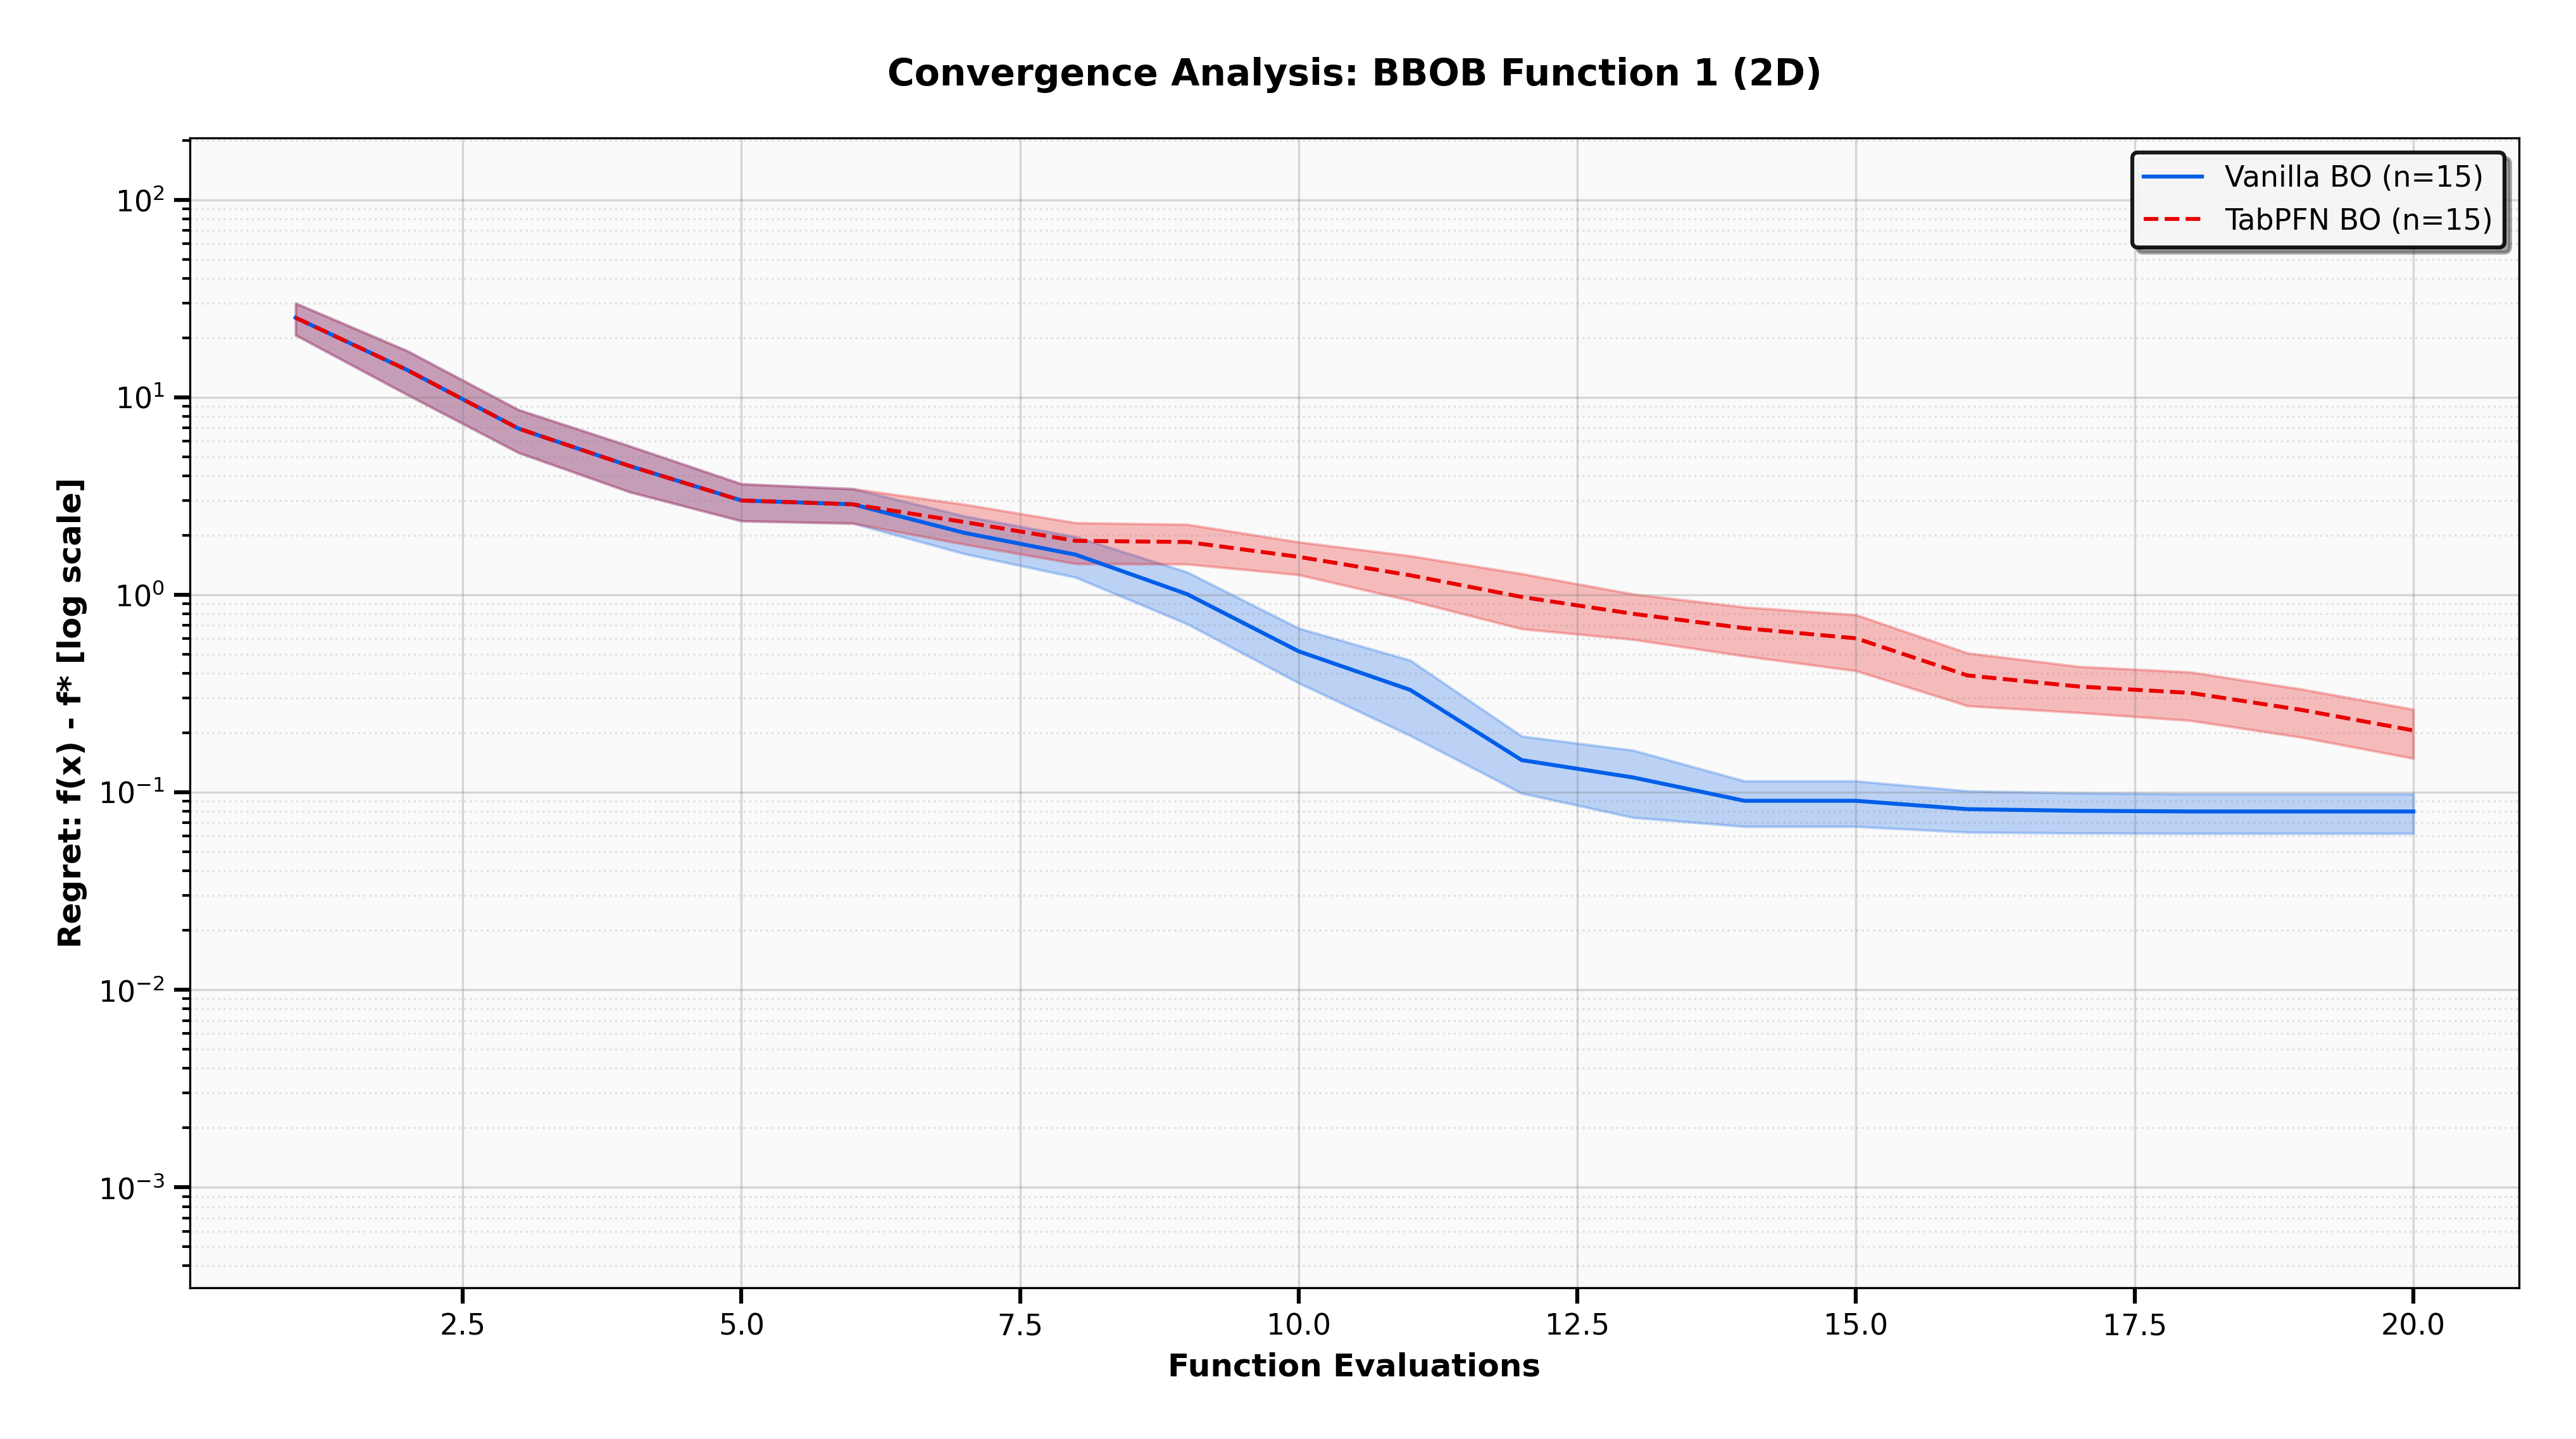 Convergence Analysis: BBOB Function 1 (2D)
Vanilla BO (n=15)
TabPFN BO (n=15)
Regret: f(x) - f* [log scale]
10²
10¹
10⁰
10⁻¹
10⁻²
10⁻³
2.5 5.0 7.5 10.0 12.5 15.0 17.5 20.0
Function Evaluations